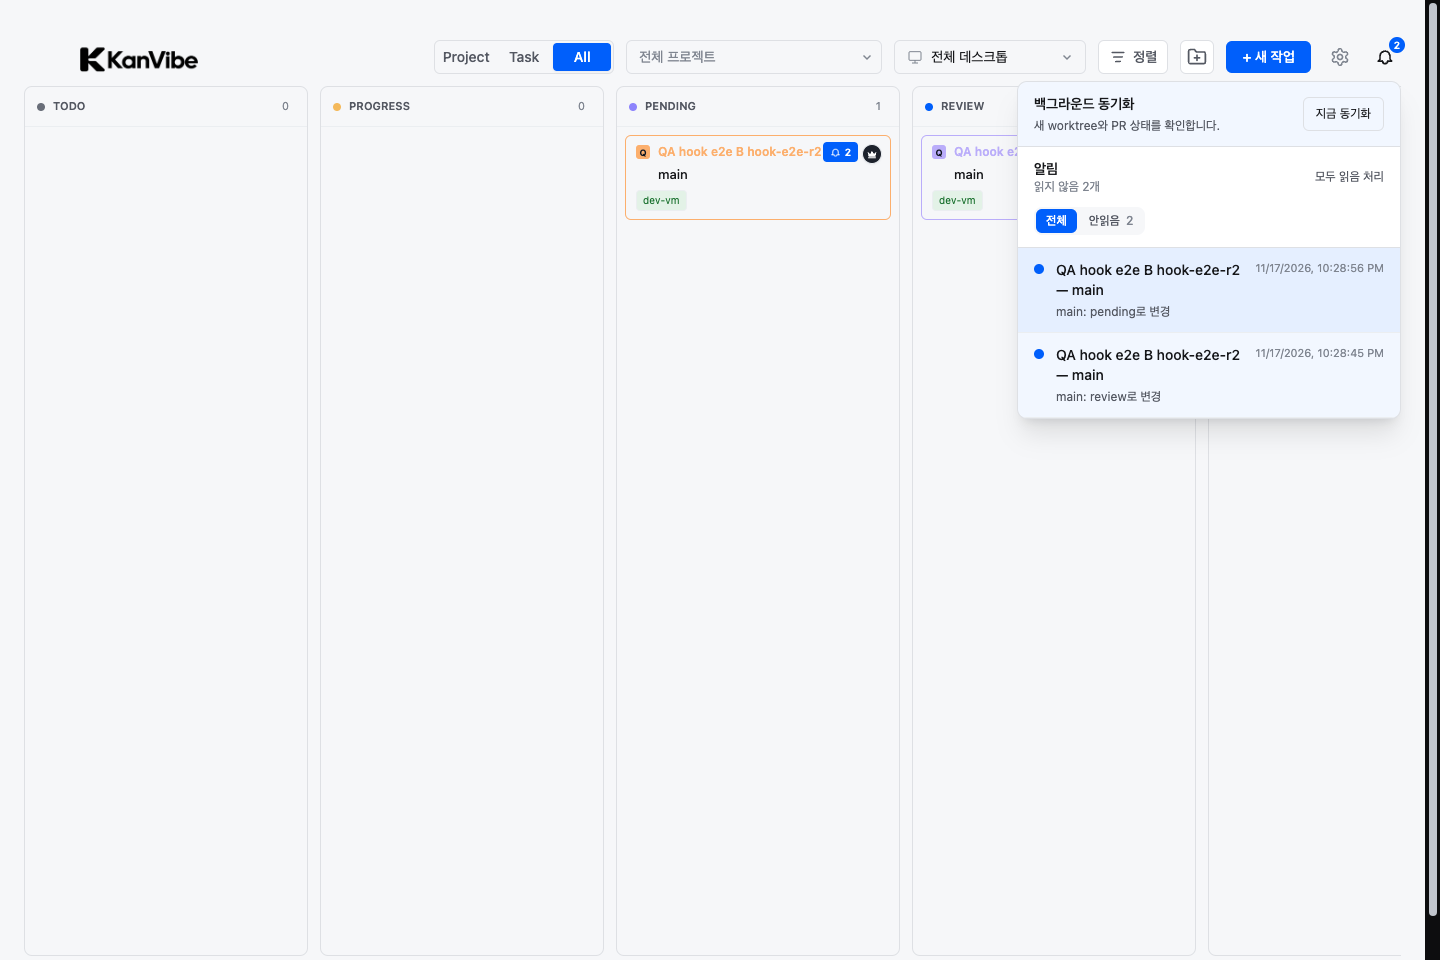 KanVibe
Project Task All
전체 프로젝트
전체 데스크톱
정렬
+ 새 작업
2
TODO 0
PROGRESS 0
PENDING 1
Q QA hook e2e B hook-e2e-r2 2
main
dev-vm
REVIEW
Q QA hook e2
main
dev-vm
백그라운드 동기화
새 worktree와 PR 상태를 확인합니다.
지금 동기화
알림
읽지 않음 2개
모두 읽음 처리
전체 안읽음 2
QA hook e2e B hook-e2e-r2 11/17/2026, 10:28:56 PM
— main
main: pending로 변경
QA hook e2e B hook-e2e-r2 11/17/2026, 10:28:45 PM
— main
main: review로 변경